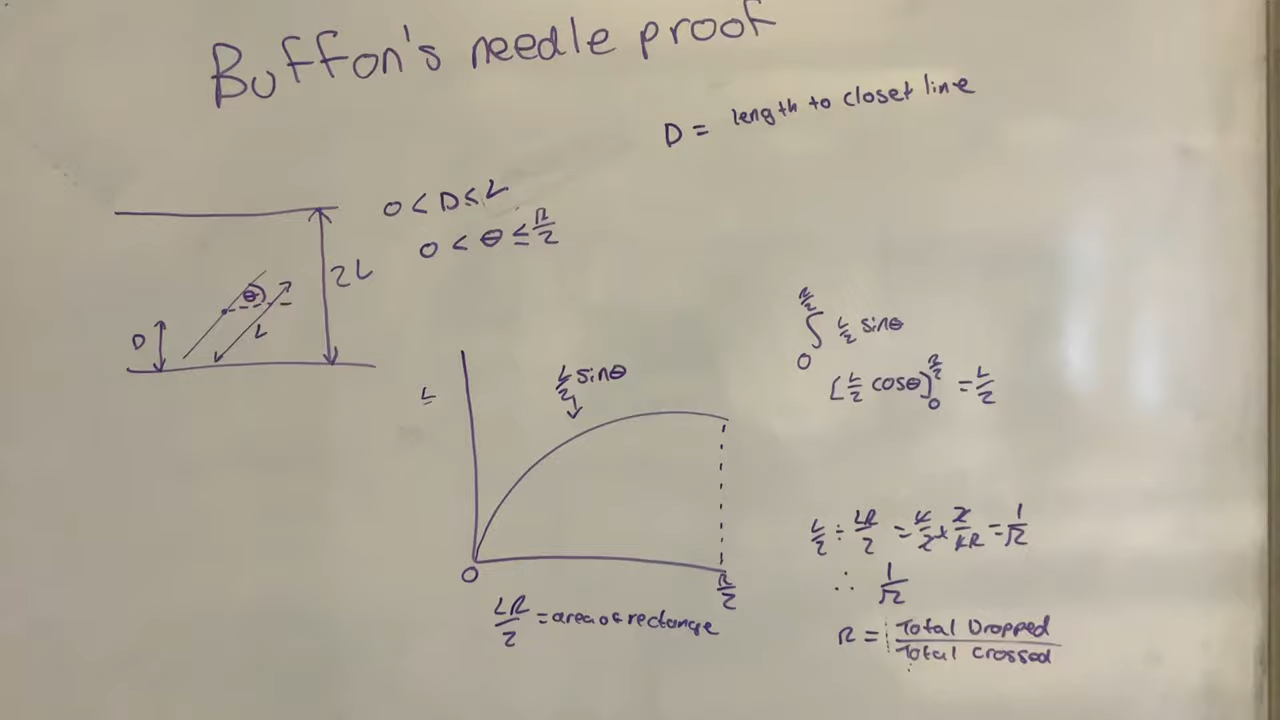 Buffon's needle proof
D = length to closet line
0 < D ≤ L
0 < θ ≤ π/2
2L
θ
D
L
L
L/2 sinθ
0
π/2
Lπ/2 = area of rectange
∫₀^(π/2) L/2 sinθ
[L/2 cosθ]₀^(π/2) = L/2
L/2 ÷ Lπ/2 = L/2 × 2/Lπ = 1/π
∴ 1/π
π = Total Dropped / Total Crossed